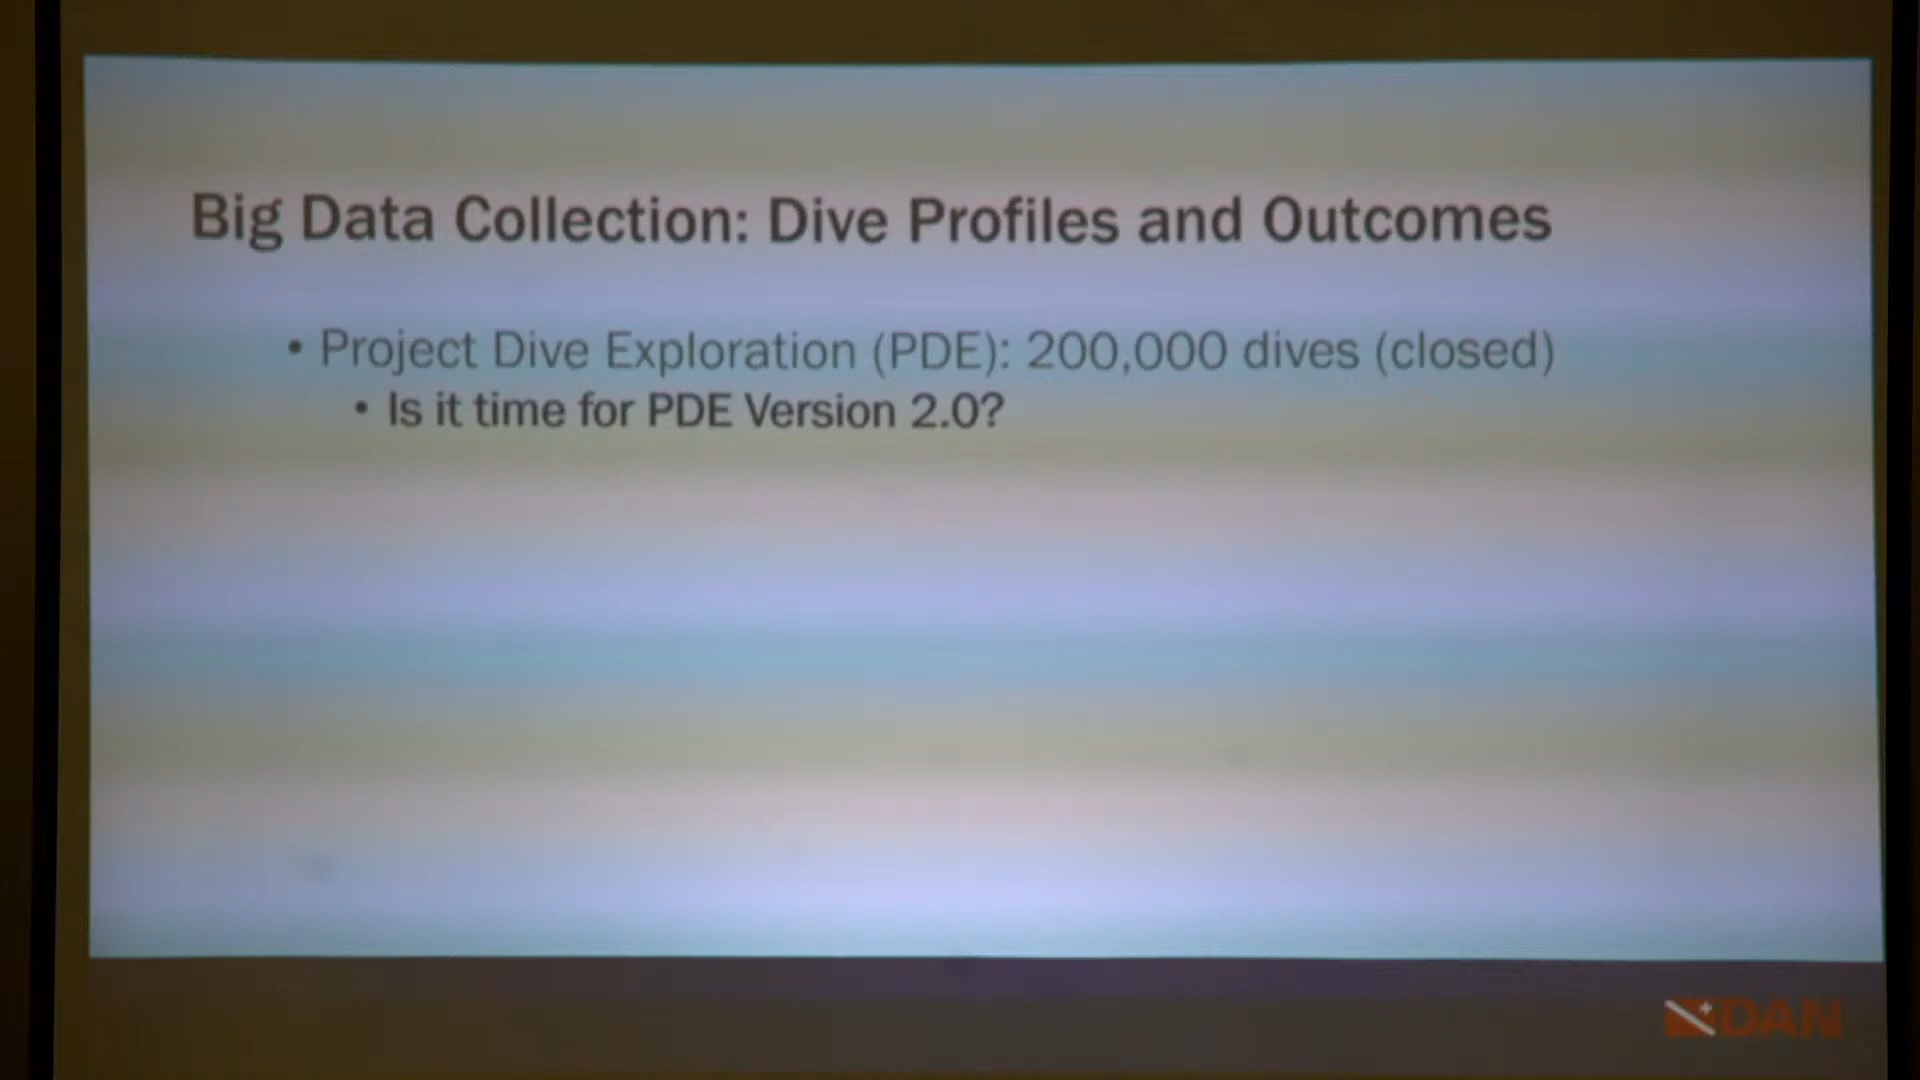 Big Data Collection: Dive Profiles and Outcomes
• Project Dive Exploration (PDE): 200,000 dives (closed)
• Is it time for PDE Version 2.0?
DAN